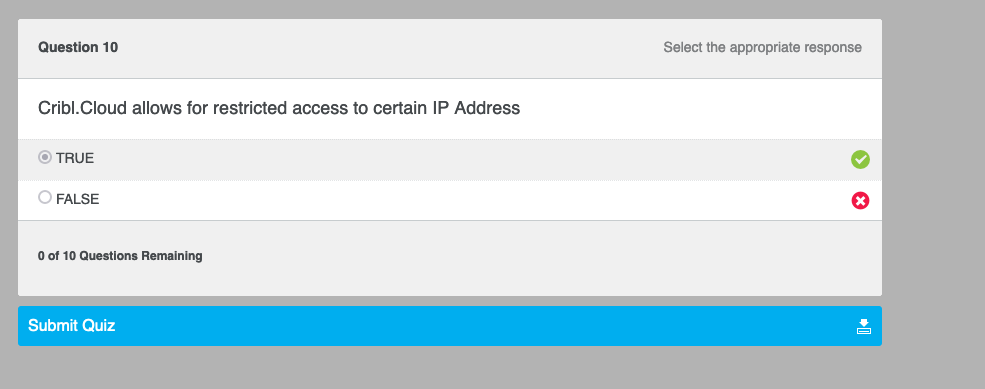 Question 10
Select the appropriate response
Cribl.Cloud allows for restricted access to certain IP Address
TRUE
FALSE
0 of 10 Questions Remaining
Submit Quiz